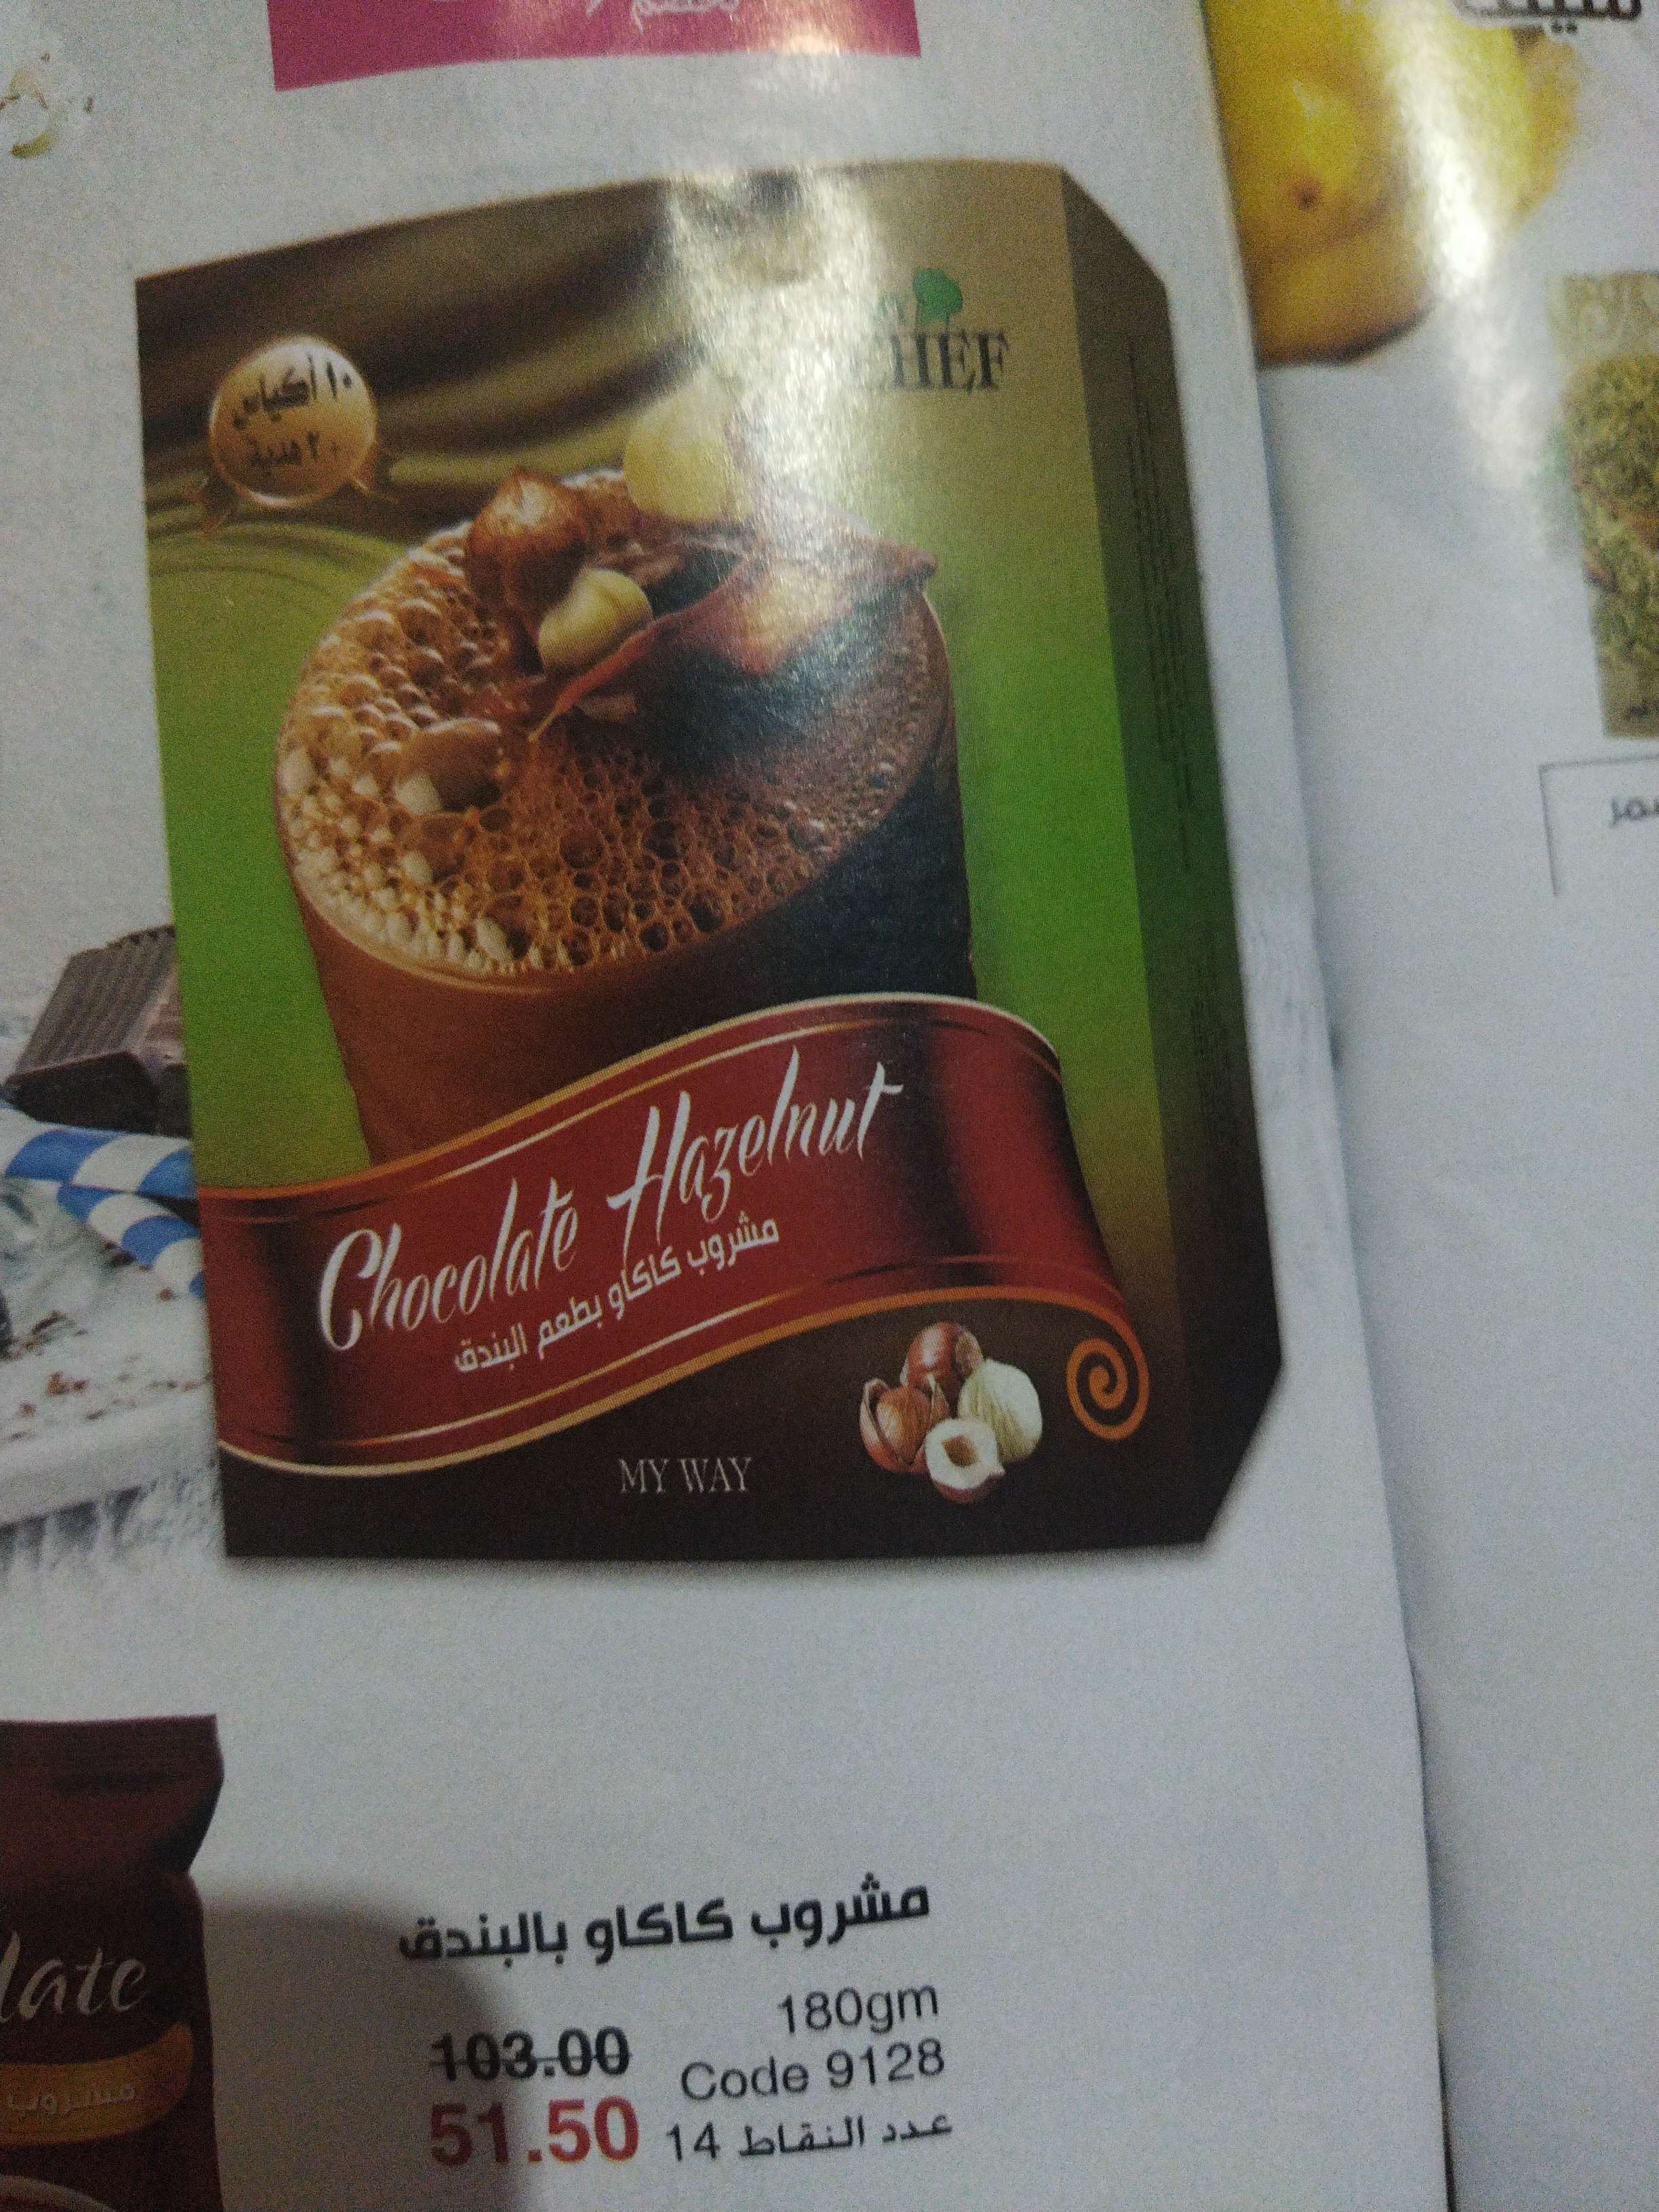 ١٠ أكياس
+ ٢ هدية
CHEF
Chocolate Hazelnut
مشروب كاكاو بطعم البندق
MY WAY
مشروب كاكاو بالبندق
180gm
103.00
Code 9128
51.50
عدد النقاط 14
late
مشروب